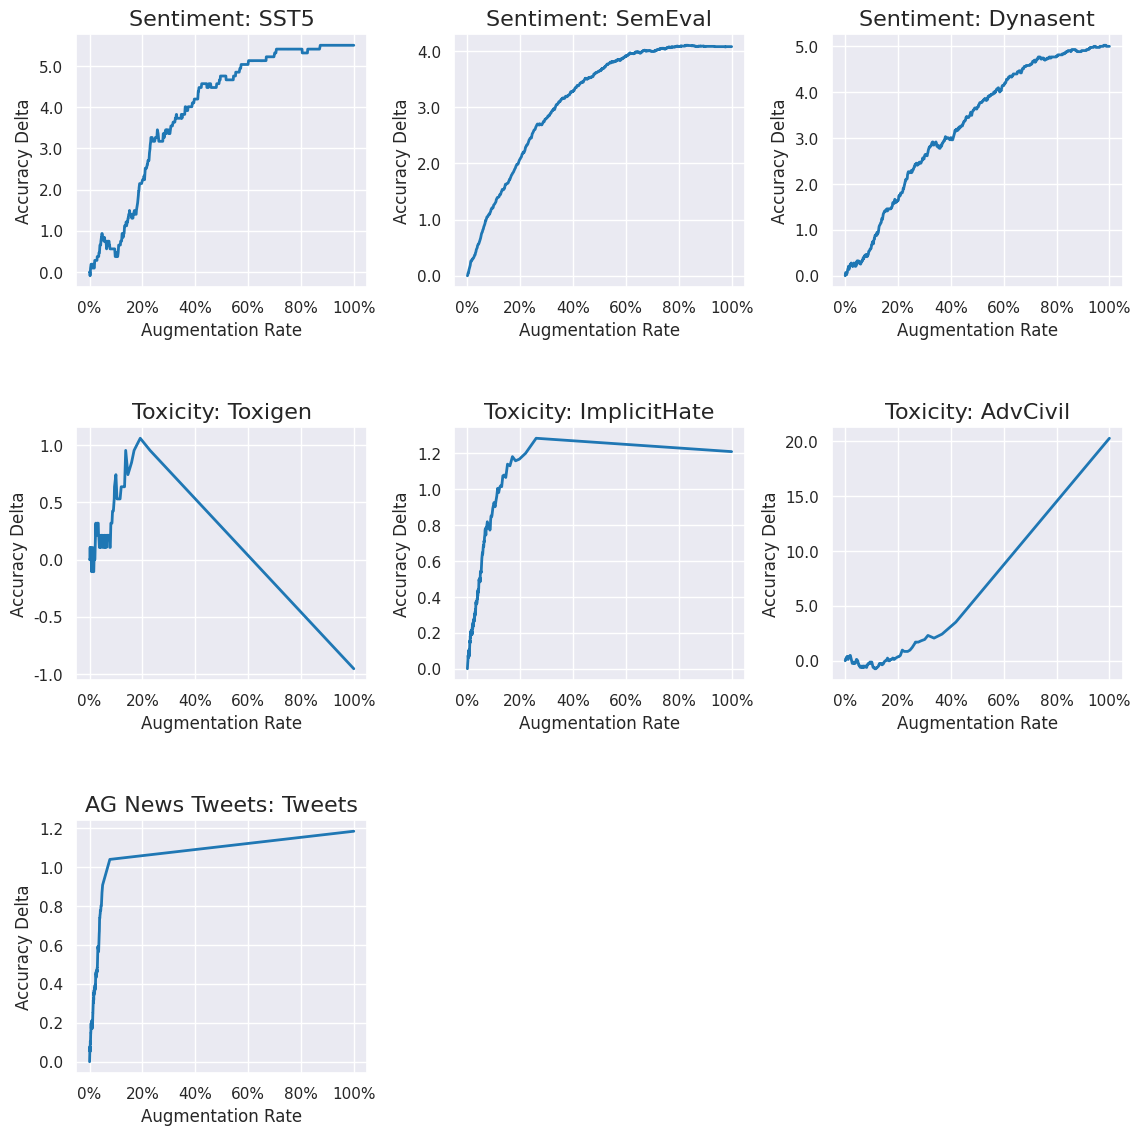 Sentiment: SST5
Accuracy Delta
5.0
4.0
3.0
2.0
1.0
0.0
0% 20% 40% 60% 80% 100%
Augmentation Rate
Sentiment: SemEval
Accuracy Delta
4.0
3.0
2.0
1.0
0.0
0% 20% 40% 60% 80% 100%
Augmentation Rate
Sentiment: Dynasent
Accuracy Delta
5.0
4.0
3.0
2.0
1.0
0.0
0% 20% 40% 60% 80% 100%
Augmentation Rate
Toxicity: Toxigen
Accuracy Delta
1.0
0.5
0.0
-0.5
-1.0
0% 20% 40% 60% 80% 100%
Augmentation Rate
Toxicity: ImplicitHate
Accuracy Delta
1.2
1.0
0.8
0.6
0.4
0.2
0.0
0% 20% 40% 60% 80% 100%
Augmentation Rate
Toxicity: AdvCivil
Accuracy Delta
20.0
15.0
10.0
5.0
0.0
0% 20% 40% 60% 80% 100%
Augmentation Rate
AG News Tweets: Tweets
Accuracy Delta
1.2
1.0
0.8
0.6
0.4
0.2
0.0
0% 20% 40% 60% 80% 100%
Augmentation Rate